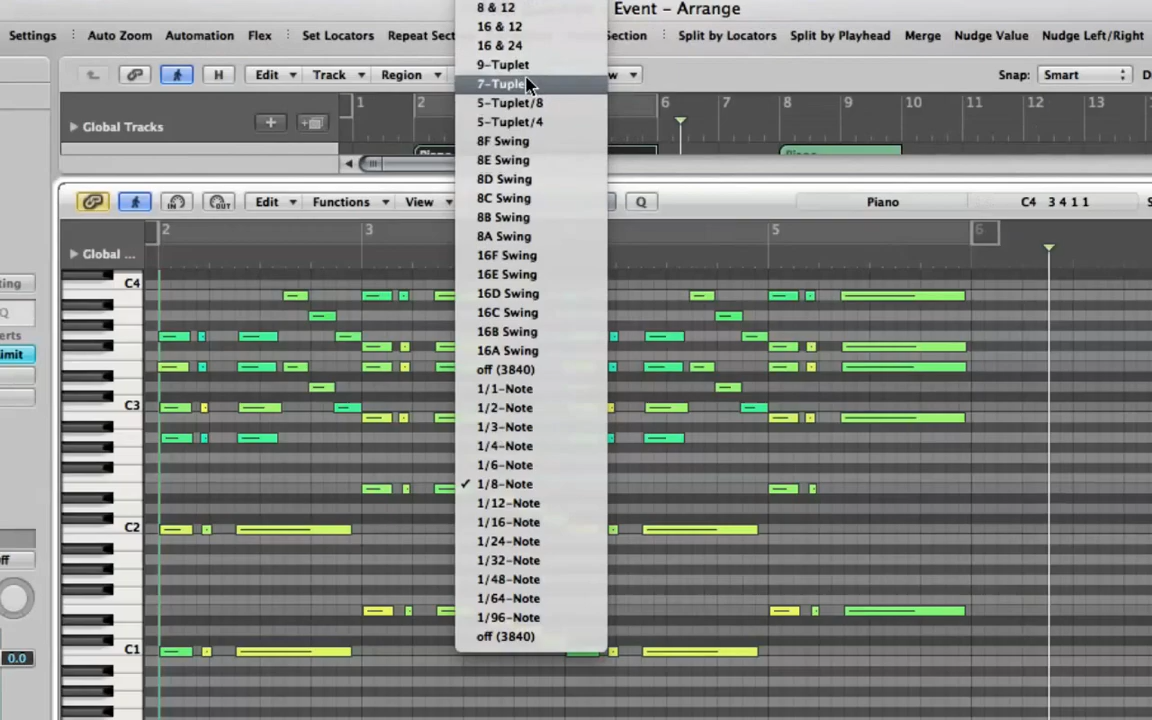 Event – Arrange
Settings Auto Zoom Automation Flex Set Locators Repeat Sect Section Split by Locators Split by Playhead Merge Nudge Value Nudge Left/Right
H Edit Track Region w Snap: Smart D
1 2 6 7 8 9 10 11 12 13
Global Tracks
Edit Functions View Q Piano C4 3 4 1 1
2 3 5 6
Global ...
C4
C3
C2
C1
ting
Q
erts
imit
ff
0.0
8 & 12
16 & 12
16 & 24
9-Tuplet
7-Tuple
5-Tuplet/8
5-Tuplet/4
8F Swing
8E Swing
8D Swing
8C Swing
8B Swing
8A Swing
16F Swing
16E Swing
16D Swing
16C Swing
16B Swing
16A Swing
off (3840)
1/1-Note
1/2-Note
1/3-Note
1/4-Note
1/6-Note
✓ 1/8-Note
1/12-Note
1/16-Note
1/24-Note
1/32-Note
1/48-Note
1/64-Note
1/96-Note
off (3840)